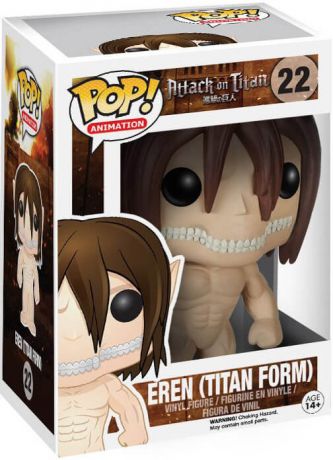 POP!
ANIMATION
Attack on Titan
進撃の巨人
22
EREN (TITAN FORM)
22
EREN (TITAN FORM)
VINYL FIGURE / FIGURINE EN VINYLE /
FIGURA DE VINIL
WARNING! Choking Hazard.
May contain small parts.
AGE
14+